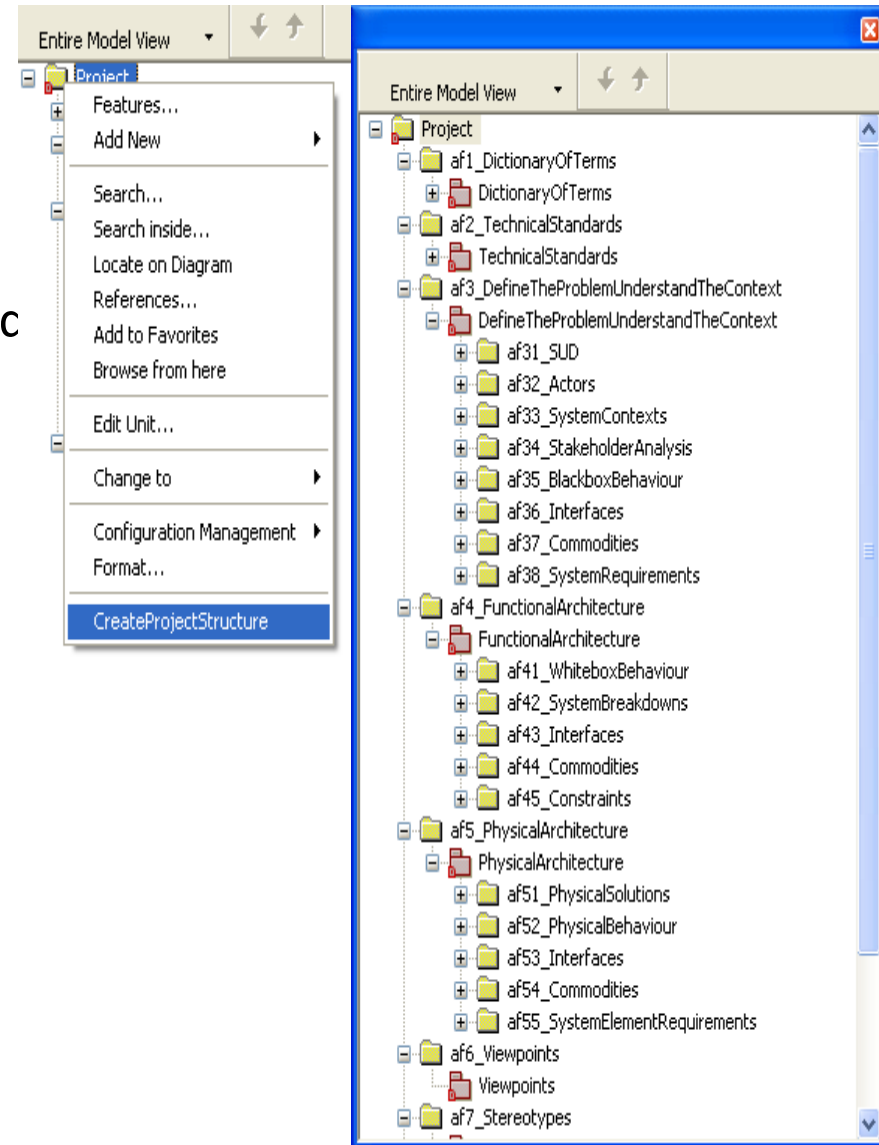 Entire Model View
Project
Features...
Add New
Search...
Search inside...
Locate on Diagram
References...
Add to Favorites
Browse from here
Edit Unit...
Change to
Configuration Management
Format...
CreateProjectStructure
c
Entire Model View
Project
af1_DictionaryOfTerms
DictionaryOfTerms
af2_TechnicalStandards
TechnicalStandards
af3_DefineTheProblemUnderstandTheContext
DefineTheProblemUnderstandTheContext
af31_SUD
af32_Actors
af33_SystemContexts
af34_StakeholderAnalysis
af35_BlackboxBehaviour
af36_Interfaces
af37_Commodities
af38_SystemRequirements
af4_FunctionalArchitecture
FunctionalArchitecture
af41_WhiteboxBehaviour
af42_SystemBreakdowns
af43_Interfaces
af44_Commodities
af45_Constraints
af5_PhysicalArchitecture
PhysicalArchitecture
af51_PhysicalSolutions
af52_PhysicalBehaviour
af53_Interfaces
af54_Commodities
af55_SystemElementRequirements
af6_Viewpoints
Viewpoints
af7_Stereotypes